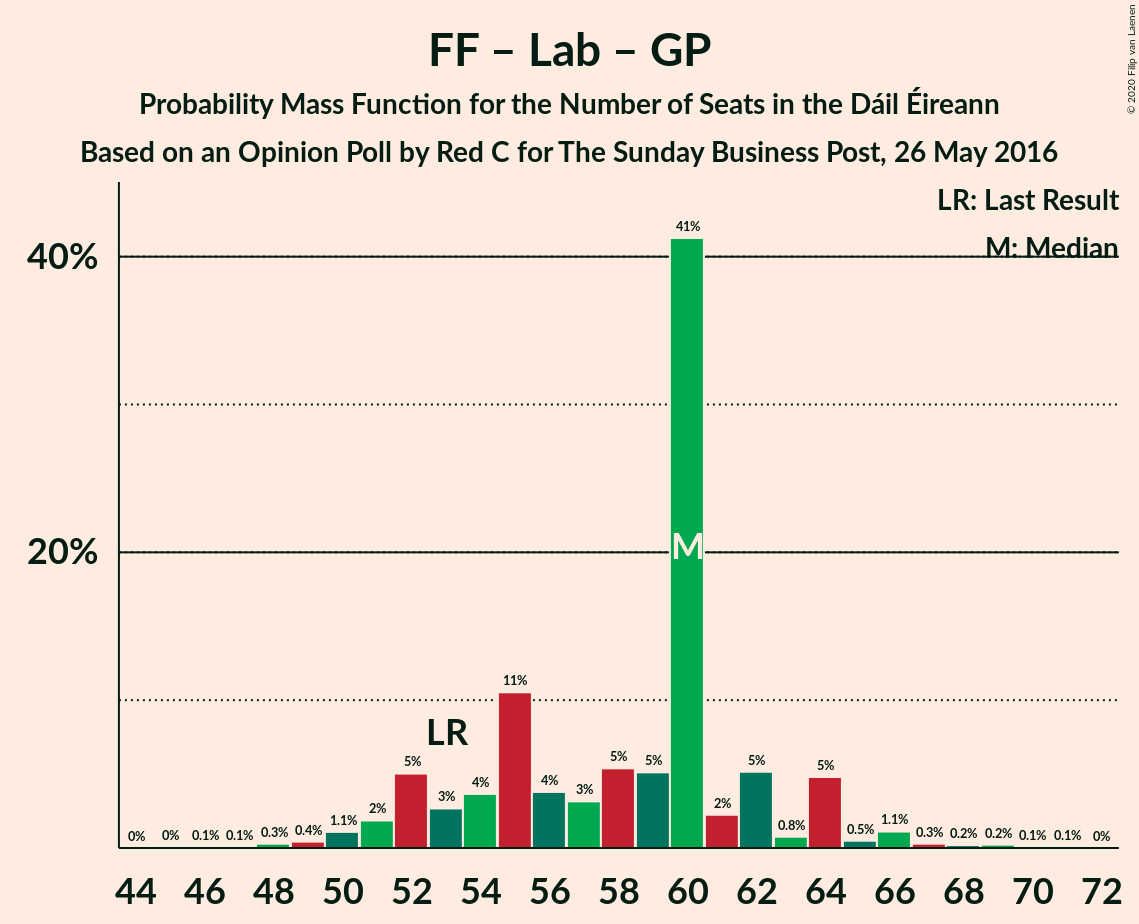 FF – Lab – GP
Probability Mass Function for the Number of Seats in the Dáil Éireann
Based on an Opinion Poll by Red C for The Sunday Business Post, 26 May 2016
© 2020 Filip van Laenen
LR: Last Result
M: Median
40%
20%
0% 0% 0.1% 0.1% 0.3% 0.4% 1.1% 2% 5% 3% 4% 11% 4% 3% 5% 5% 41% 2% 5% 0.8% 5% 0.5% 1.1% 0.3% 0.2% 0.2% 0.1% 0.1% 0%
LR
M
44 46 48 50 52 54 56 58 60 62 64 66 68 70 72